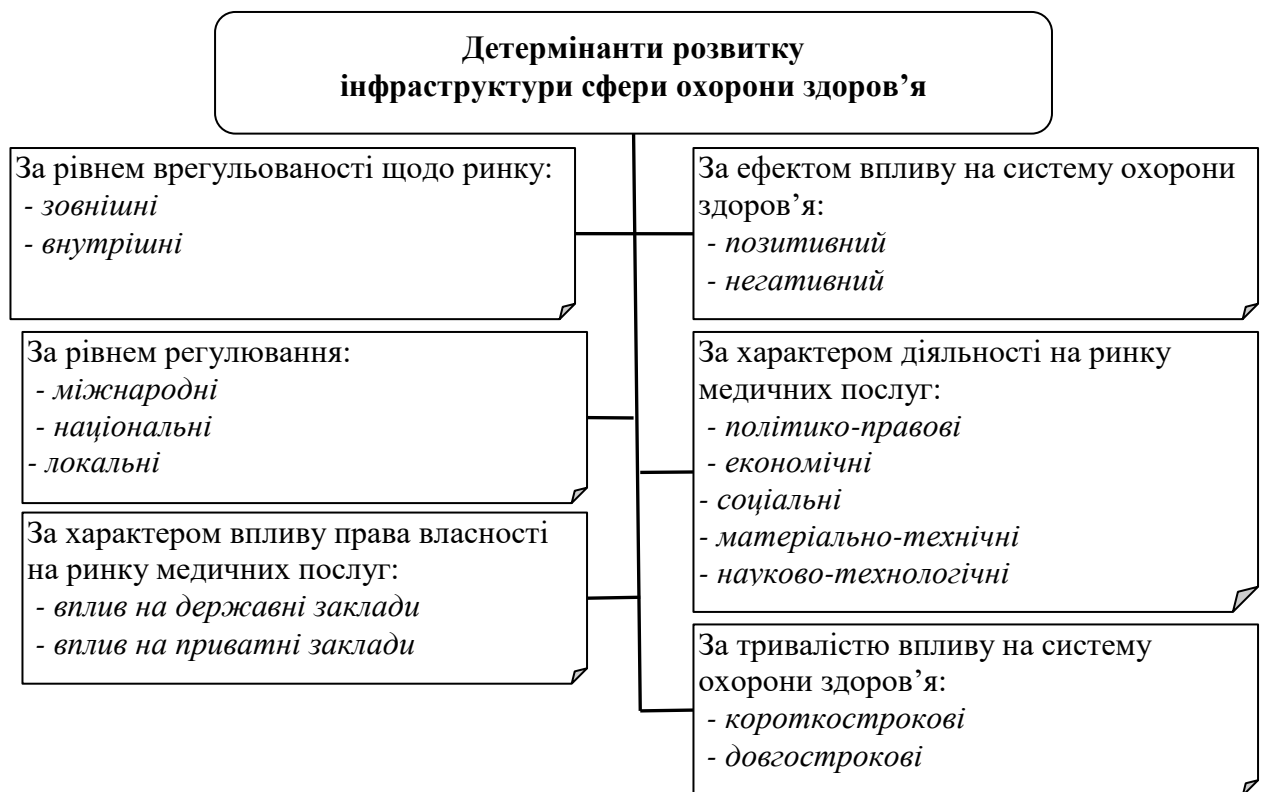 Детермінанти розвитку
інфраструктури сфери охорони здоров’я
За рівнем врегульованості щодо ринку:
- зовнішні
- внутрішні
За рівнем регулювання:
- міжнародні
- національні
- локальні
За характером впливу права власності
на ринку медичних послуг:
- вплив на державні заклади
- вплив на приватні заклади
За ефектом впливу на систему охорони
здоров’я:
- позитивний
- негативний
За характером діяльності на ринку
медичних послуг:
- політико-правові
- економічні
- соціальні
- матеріально-технічні
- науково-технологічні
За тривалістю впливу на систему
охорони здоров’я:
- короткострокові
- довгострокові